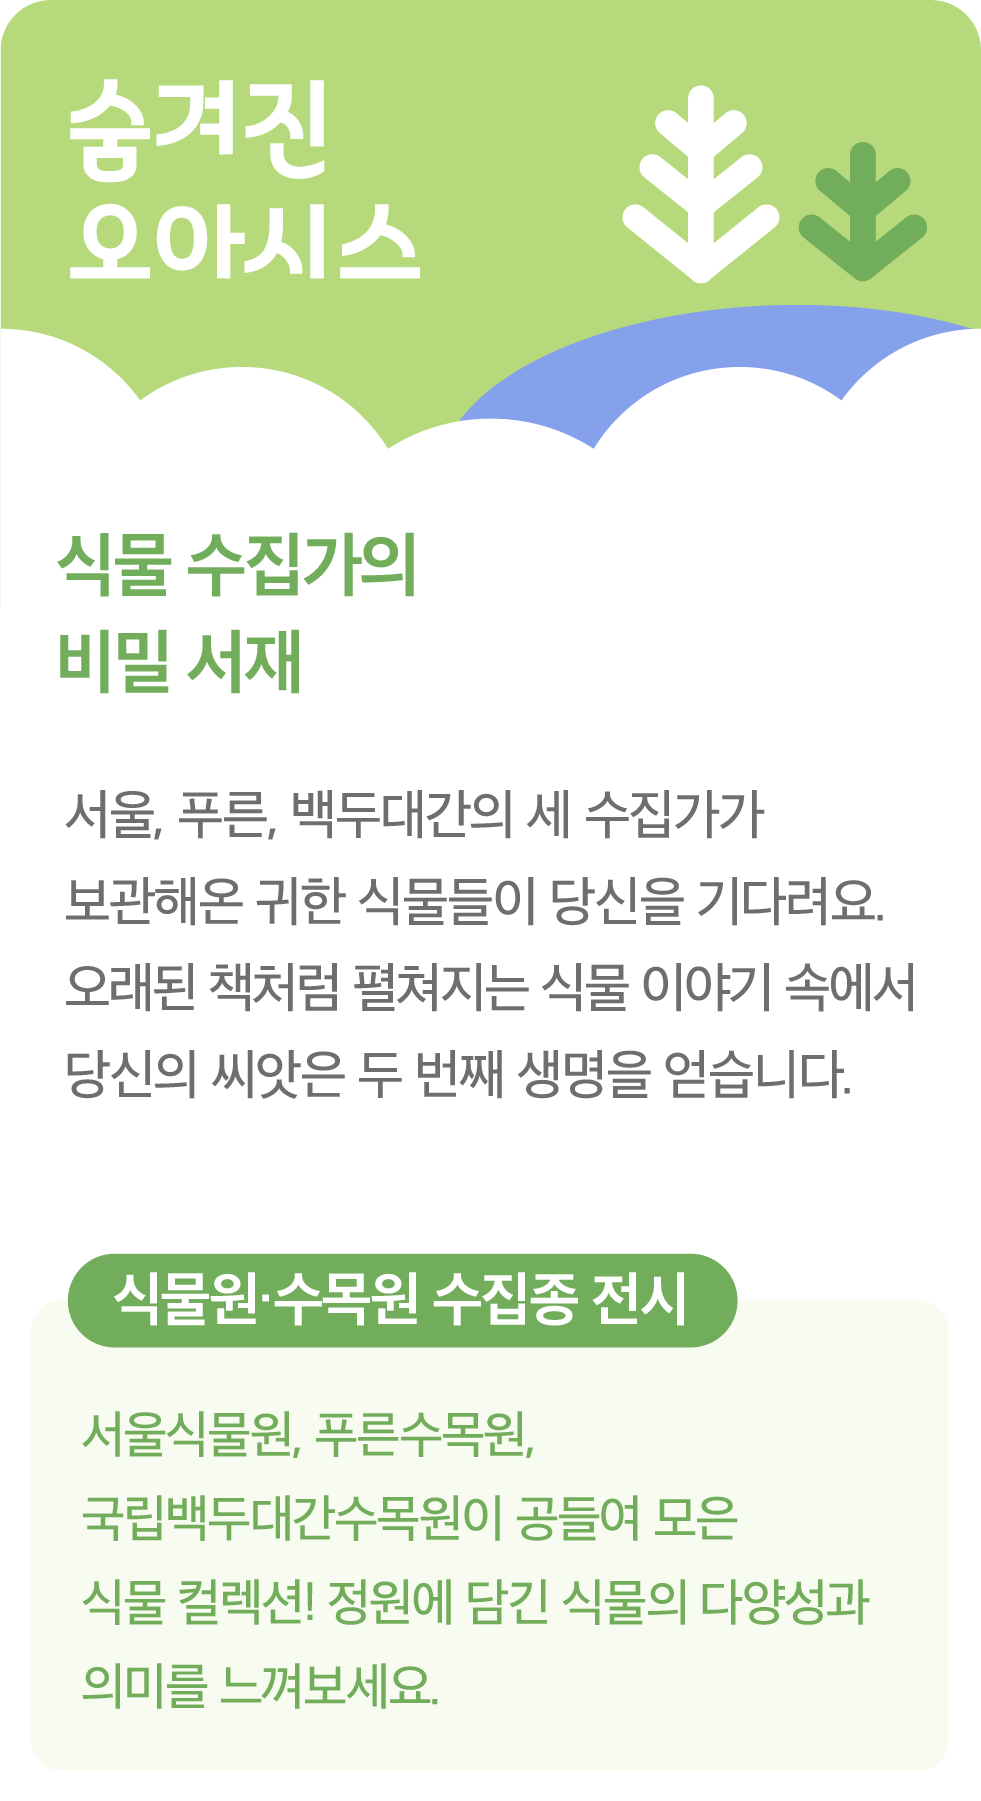 숨겨진
오아시스
식물 수집가의
비밀 서재
서울, 푸른, 백두대간의 세 수집가가
보관해온 귀한 식물들이 당신을 기다려요.
오래된 책처럼 펼쳐지는 식물 이야기 속에서
당신의 씨앗은 두 번째 생명을 얻습니다.
식물원·수목원 수집종 전시
서울식물원, 푸른수목원,
국립백두대간수목원이 공들여 모은
식물 컬렉션! 정원에 담긴 식물의 다양성과
의미를 느껴보세요.